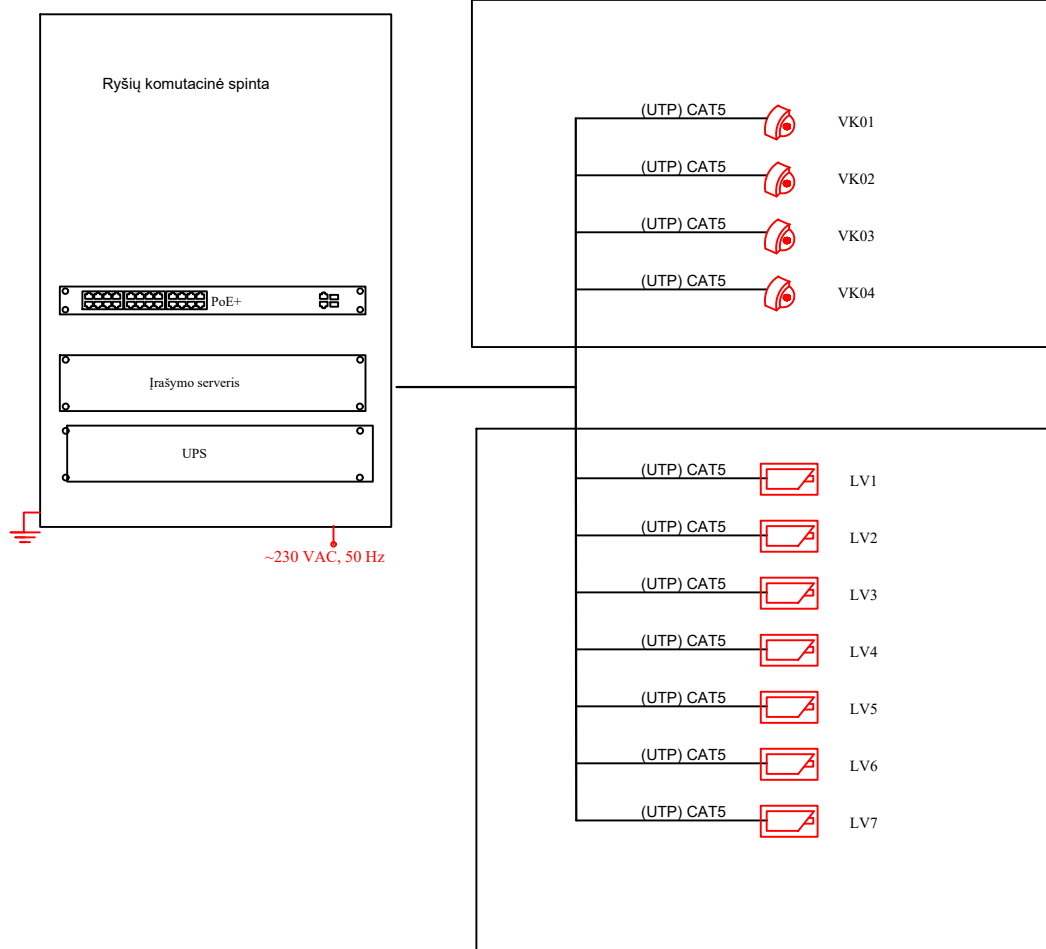 Ryšių komutacinė spinta
PoE+
Įrašymo serveris
UPS
~230 VAC, 50 Hz
(UTP) CAT5
VK01
(UTP) CAT5
VK02
(UTP) CAT5
VK03
(UTP) CAT5
VK04
(UTP) CAT5
LV1
(UTP) CAT5
LV2
(UTP) CAT5
LV3
(UTP) CAT5
LV4
(UTP) CAT5
LV5
(UTP) CAT5
LV6
(UTP) CAT5
LV7